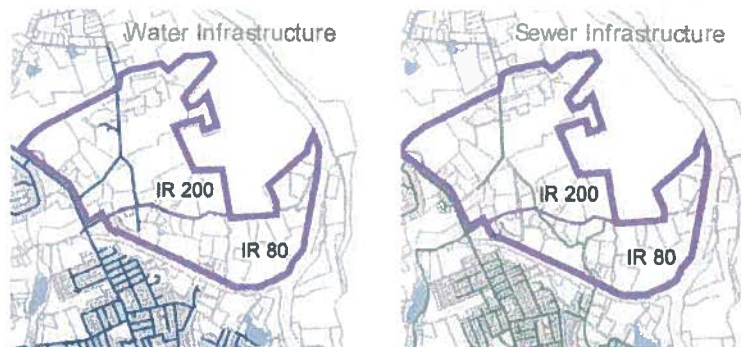 Water Infrastructure
IR 200
IR 80
Sewer Infrastructure
IR 200
IR 80